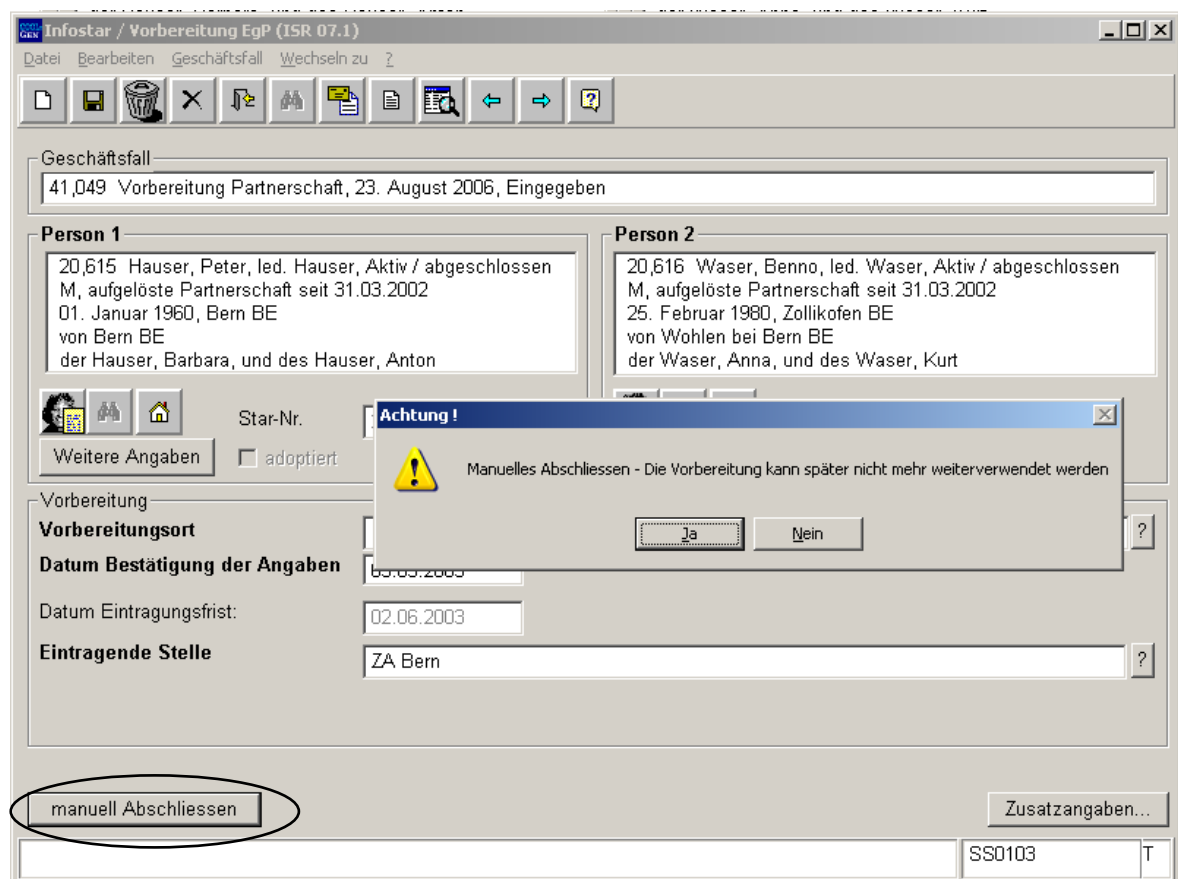 Infostar / Vorbereitung EgP (ISR 07.1)
Datei Bearbeiten Geschäftsfall Wechseln zu ?
Geschäftsfall
41,049 Vorbereitung Partnerschaft, 23. August 2006, Eingegeben
Person 1
20,615 Hauser, Peter, led. Hauser, Aktiv / abgeschlossen
M, aufgelöste Partnerschaft seit 31.03.2002
01. Januar 1960, Bern BE
von Bern BE
der Hauser, Barbara, und des Hauser, Anton
Person 2
20,616 Waser, Benno, led. Waser, Aktiv / abgeschlossen
M, aufgelöste Partnerschaft seit 31.03.2002
25. Februar 1980, Zollikofen BE
von Wohlen bei Bern BE
der Waser, Anna, und des Waser, Kurt
Star-Nr.
Weitere Angaben
adoptiert
Achtung !
Manuelles Abschliessen - Die Vorbereitung kann später nicht mehr weiterverwendet werden
Ja Nein
Vorbereitung
Vorbereitungsort
?
Datum Bestätigung der Angaben
Datum Eintragungsfrist: 02.06.2003
Eintragende Stelle ZA Bern ?
manuell Abschliessen
Zusatzangaben...
SS0103 T